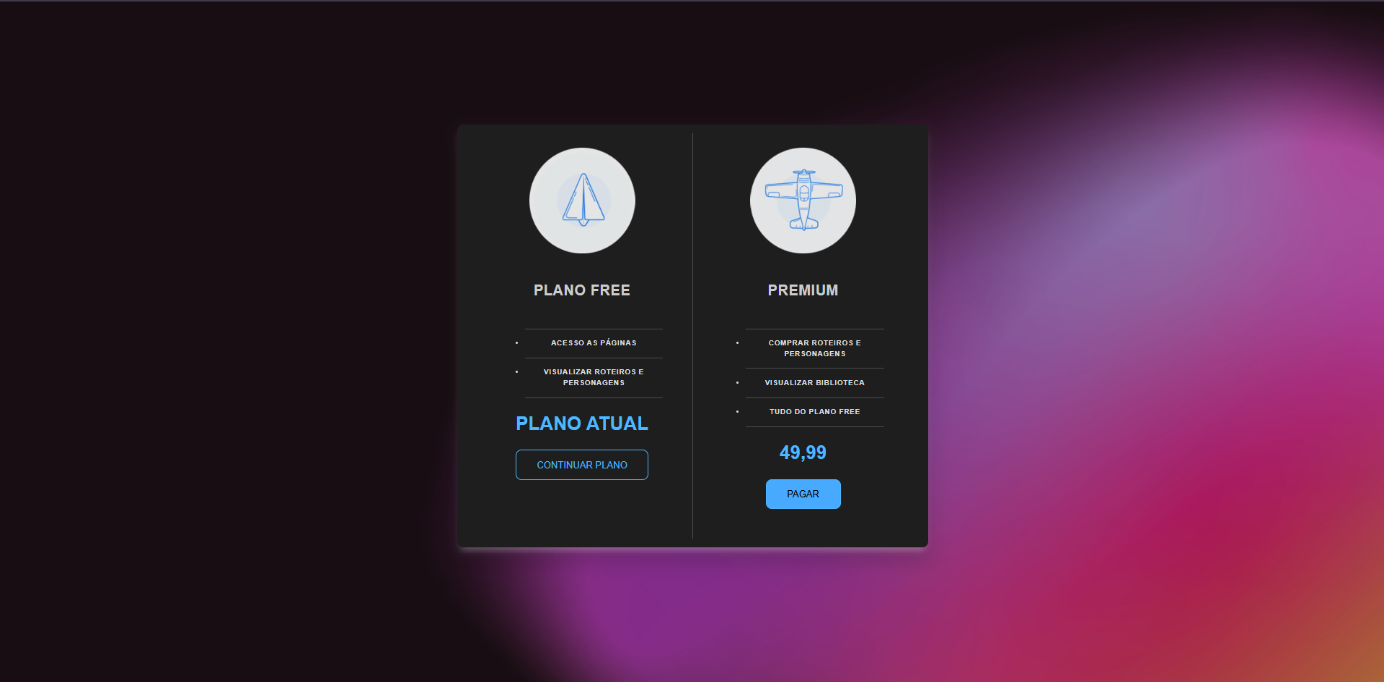 PLANO FREE
• ACESSO AS PÁGINAS
• VISUALIZAR ROTEIROS E
PERSONAGENS
PLANO ATUAL
CONTINUAR PLANO
PREMIUM
• COMPRAR ROTEIROS E
PERSONAGENS
• VISUALIZAR BIBLIOTECA
• TUDO DO PLANO FREE
49,99
PAGAR